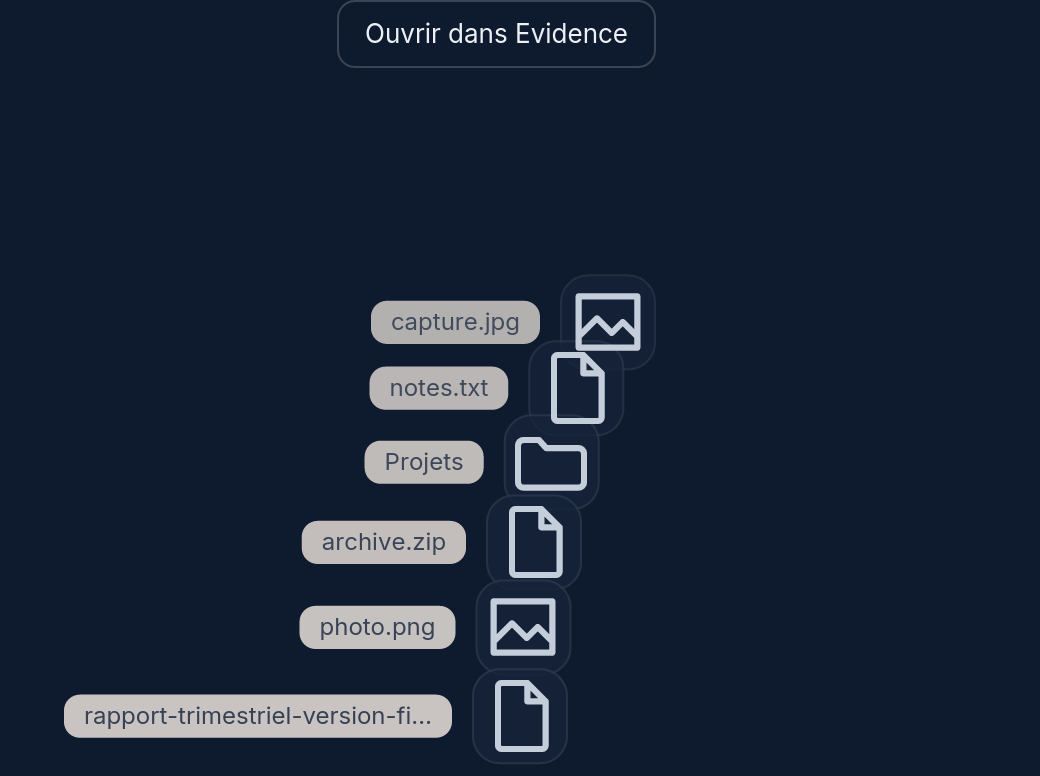 Ouvrir dans Evidence
capture.jpg
notes.txt
Projets
archive.zip
photo.png
rapport-trimestriel-version-fi...